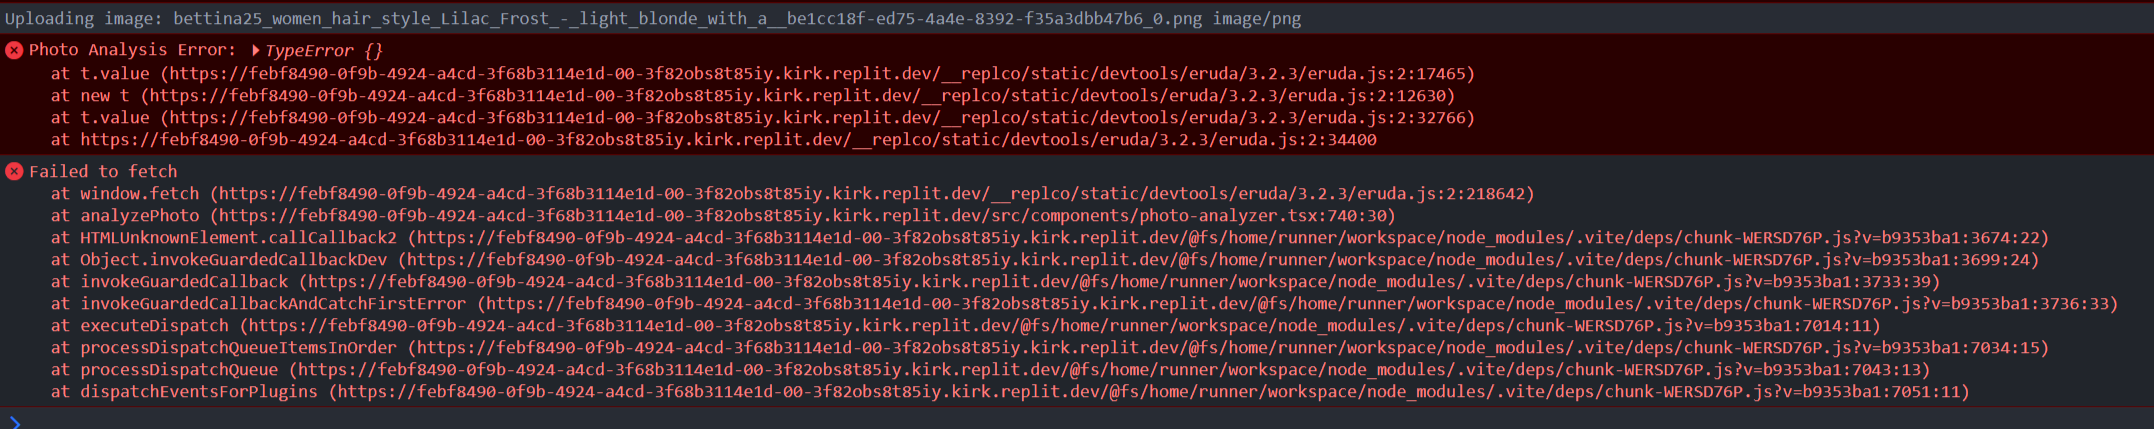 Uploading image: bettina25_women_hair_style_Lilac_Frost_-_light_blonde_with_a__be1cc18f-ed75-4a4e-8392-f35a3dbb47b6_0.png image/png
Photo Analysis Error: ▶TypeError {}
at t.value (https://febf8490-0f9b-4924-a4cd-3f68b3114e1d-00-3f82obs8t85iy.kirk.replit.dev/__replco/static/devtools/eruda/3.2.3/eruda.js:2:17465)
at new t (https://febf8490-0f9b-4924-a4cd-3f68b3114e1d-00-3f82obs8t85iy.kirk.replit.dev/__replco/static/devtools/eruda/3.2.3/eruda.js:2:12630)
at t.value (https://febf8490-0f9b-4924-a4cd-3f68b3114e1d-00-3f82obs8t85iy.kirk.replit.dev/__replco/static/devtools/eruda/3.2.3/eruda.js:2:32766)
at https://febf8490-0f9b-4924-a4cd-3f68b3114e1d-00-3f82obs8t85iy.kirk.replit.dev/__replco/static/devtools/eruda/3.2.3/eruda.js:2:34400
Failed to fetch
at window.fetch (https://febf8490-0f9b-4924-a4cd-3f68b3114e1d-00-3f82obs8t85iy.kirk.replit.dev/__replco/static/devtools/eruda/3.2.3/eruda.js:2:218642)
at analyzePhoto (https://febf8490-0f9b-4924-a4cd-3f68b3114e1d-00-3f82obs8t85iy.kirk.replit.dev/src/components/photo-analyzer.tsx:740:30)
at HTMLUnknownElement.callCallback2 (https://febf8490-0f9b-4924-a4cd-3f68b3114e1d-00-3f82obs8t85iy.kirk.replit.dev/@fs/home/runner/workspace/node_modules/.vite/deps/chunk-WERSD76P.js?v=b9353ba1:3674:22)
at Object.invokeGuardedCallbackDev (https://febf8490-0f9b-4924-a4cd-3f68b3114e1d-00-3f82obs8t85iy.kirk.replit.dev/@fs/home/runner/workspace/node_modules/.vite/deps/chunk-WERSD76P.js?v=b9353ba1:3699:24)
at invokeGuardedCallback (https://febf8490-0f9b-4924-a4cd-3f68b3114e1d-00-3f82obs8t85iy.kirk.replit.dev/@fs/home/runner/workspace/node_modules/.vite/deps/chunk-WERSD76P.js?v=b9353ba1:3733:39)
at invokeGuardedCallbackAndCatchFirstError (https://febf8490-0f9b-4924-a4cd-3f68b3114e1d-00-3f82obs8t85iy.kirk.replit.dev/@fs/home/runner/workspace/node_modules/.vite/deps/chunk-WERSD76P.js?v=b9353ba1:3736:33)
at executeDispatch (https://febf8490-0f9b-4924-a4cd-3f68b3114e1d-00-3f82obs8t85iy.kirk.replit.dev/@fs/home/runner/workspace/node_modules/.vite/deps/chunk-WERSD76P.js?v=b9353ba1:7014:11)
at processDispatchQueueItemsInOrder (https://febf8490-0f9b-4924-a4cd-3f68b3114e1d-00-3f82obs8t85iy.kirk.replit.dev/@fs/home/runner/workspace/node_modules/.vite/deps/chunk-WERSD76P.js?v=b9353ba1:7034:15)
at processDispatchQueue (https://febf8490-0f9b-4924-a4cd-3f68b3114e1d-00-3f82obs8t85iy.kirk.replit.dev/@fs/home/runner/workspace/node_modules/.vite/deps/chunk-WERSD76P.js?v=b9353ba1:7043:13)
at dispatchEventsForPlugins (https://febf8490-0f9b-4924-a4cd-3f68b3114e1d-00-3f82obs8t85iy.kirk.replit.dev/@fs/home/runner/workspace/node_modules/.vite/deps/chunk-WERSD76P.js?v=b9353ba1:7051:11)